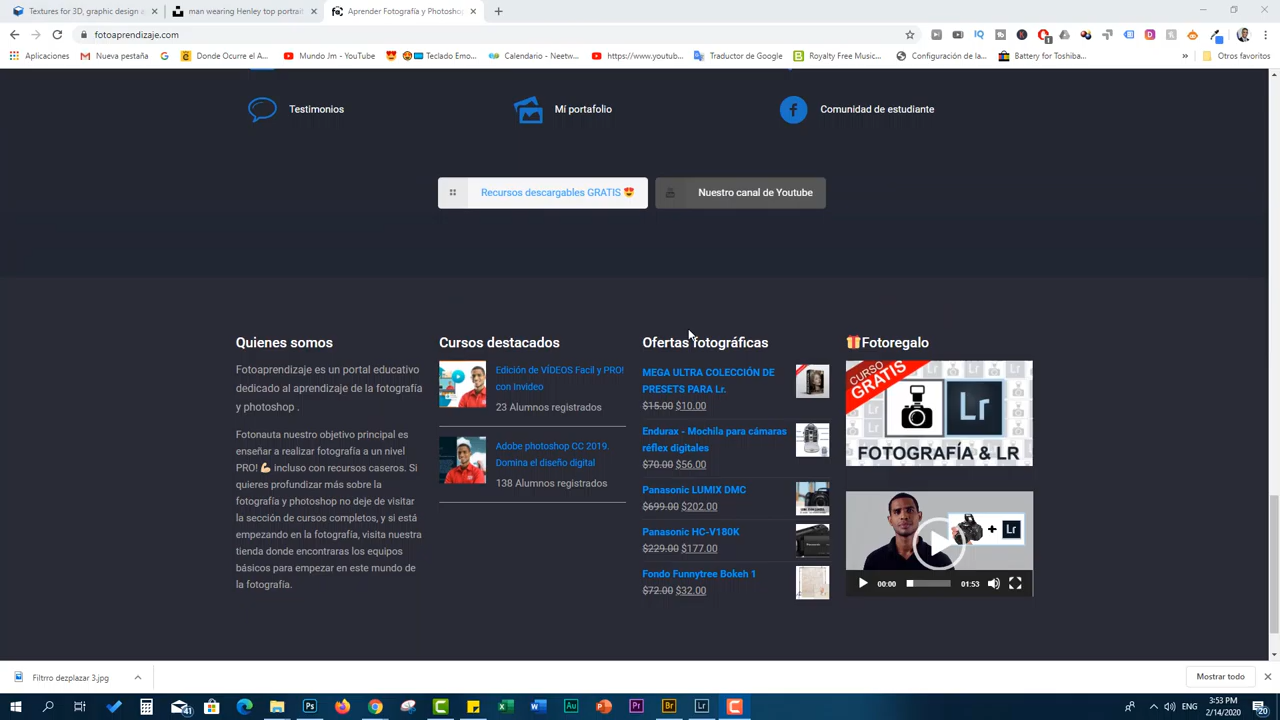 Textures for 3D, graphic design a
man wearing Henley top portrai
Aprender Fotografía y Photosho
fotoaprendizaje.com
Aplicaciones
Nueva pestaña
Donde Ocurre el A...
Mundo Jm - YouTube
Teclado Emo...
Calendario - Neetw...
https://www.youtub...
Traductor de Google
Royalty Free Music...
Configuración de la...
Battery for Toshiba...
Otros favoritos
Testimonios
Mí portafolio
Comunidad de estudiante
Recursos descargables GRATIS 😍
Nuestro canal de Youtube
Quienes somos
Fotoaprendizaje es un portal educativo
dedicado al aprendizaje de la fotografía
y photoshop .
Fotonauta nuestro objetivo principal es
enseñar a realizar fotografía a un nivel
PRO! 💪 incluso con recursos caseros. Si
quieres profundizar más sobre la
fotografía y photoshop no deje de visitar
la sección de cursos completos, y si está
empezando en la fotografía, visita nuestra
tienda donde encontraras los equipos
básicos para empezar en este mundo de
la fotografía.
Cursos destacados
Edición de VÍDEOS Facil y PRO!
con Invideo
23 Alumnos registrados
Adobe photoshop CC 2019.
Domina el diseño digital
138 Alumnos registrados
Ofertas fotográficas
MEGA ULTRA COLECCIÓN DE
PRESETS PARA Lr.
$15.00 $10.00
Endurax - Mochila para cámaras
réflex digitales
$70.00 $56.00
Panasonic LUMIX DMC
$699.00 $202.00
Panasonic HC-V180K
$229.00 $177.00
Fondo Funnytree Bokeh 1
$72.00 $32.00
🎁Fotoregalo
CURSO
GRATIS
Lr
FOTOGRAFÍA & LR
+ Lr
00:00
01:53
Filtrro dezplazar 3.jpg
Mostrar todo
Ps
Au
Pr
Br
Lr
ENG
3:53 PM
2/14/2020
20